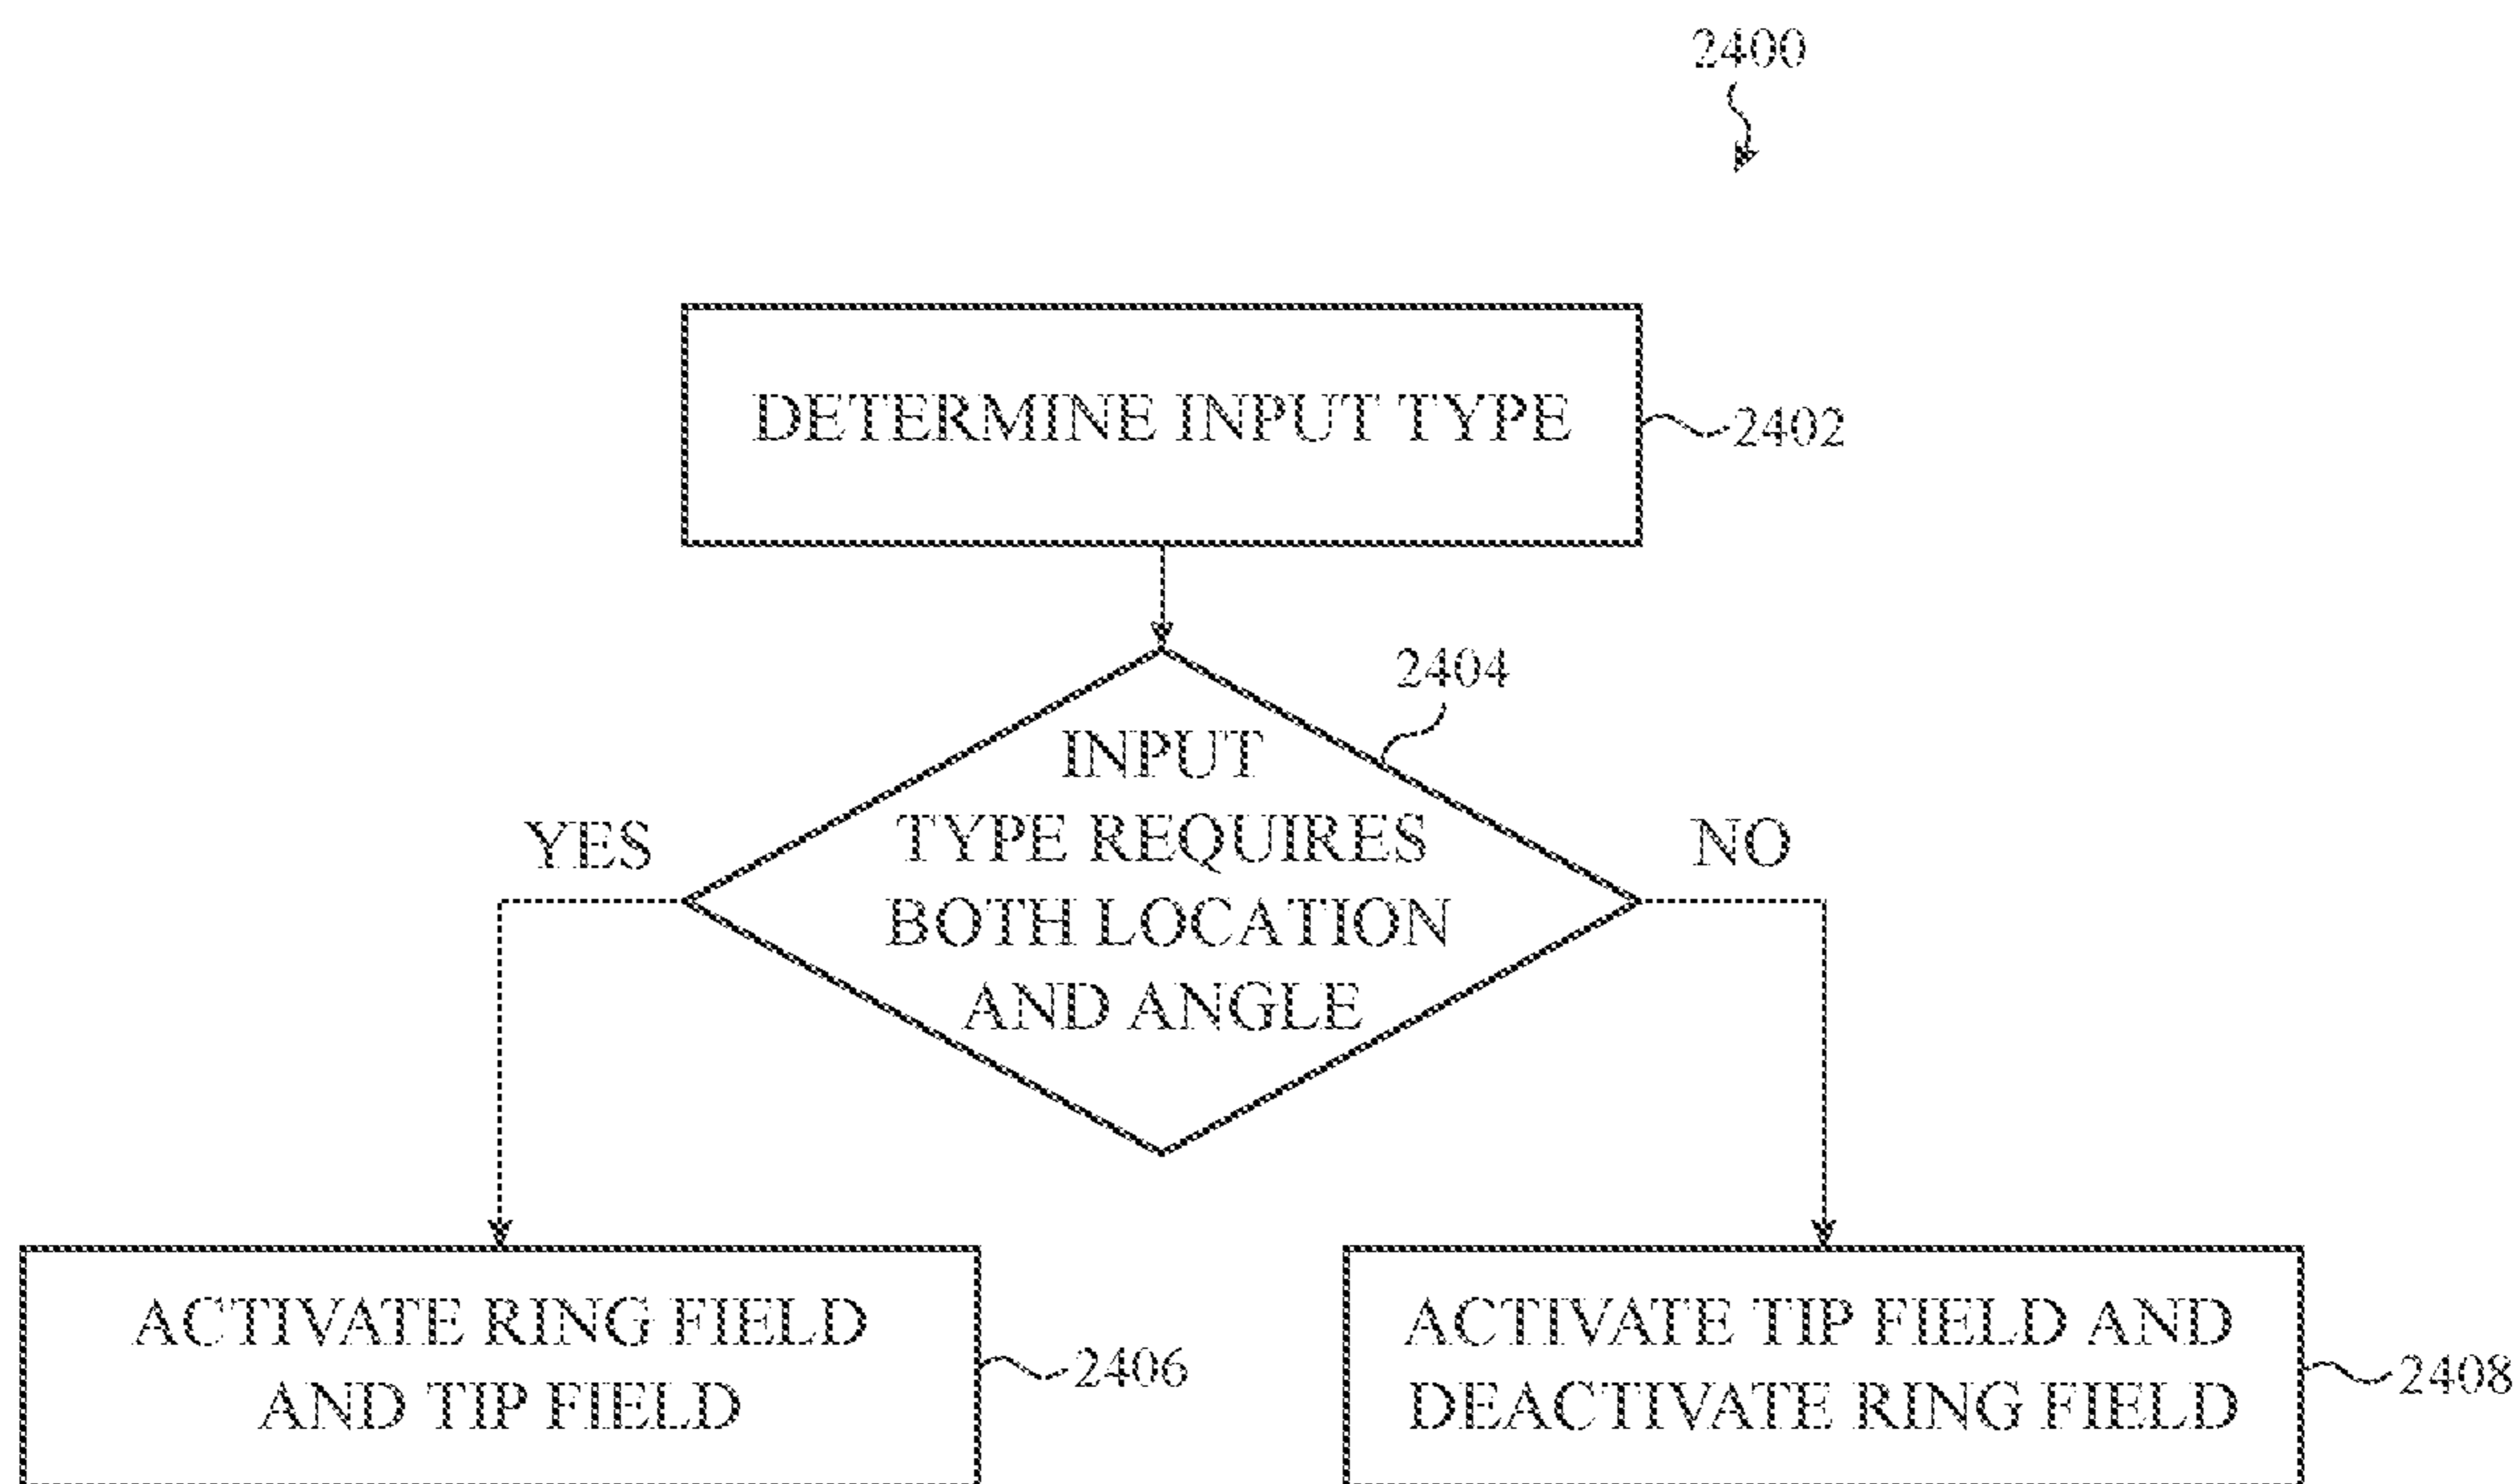 2400
DETERMINE INPUT TYPE
2402
2404
INPUT
TYPE REQUIRES
BOTH LOCATION
AND ANGLE
YES
NO
ACTIVATE RING FIELD
AND TIP FIELD
2406
ACTIVATE TIP FIELD AND
DEACTIVATE RING FIELD
2408